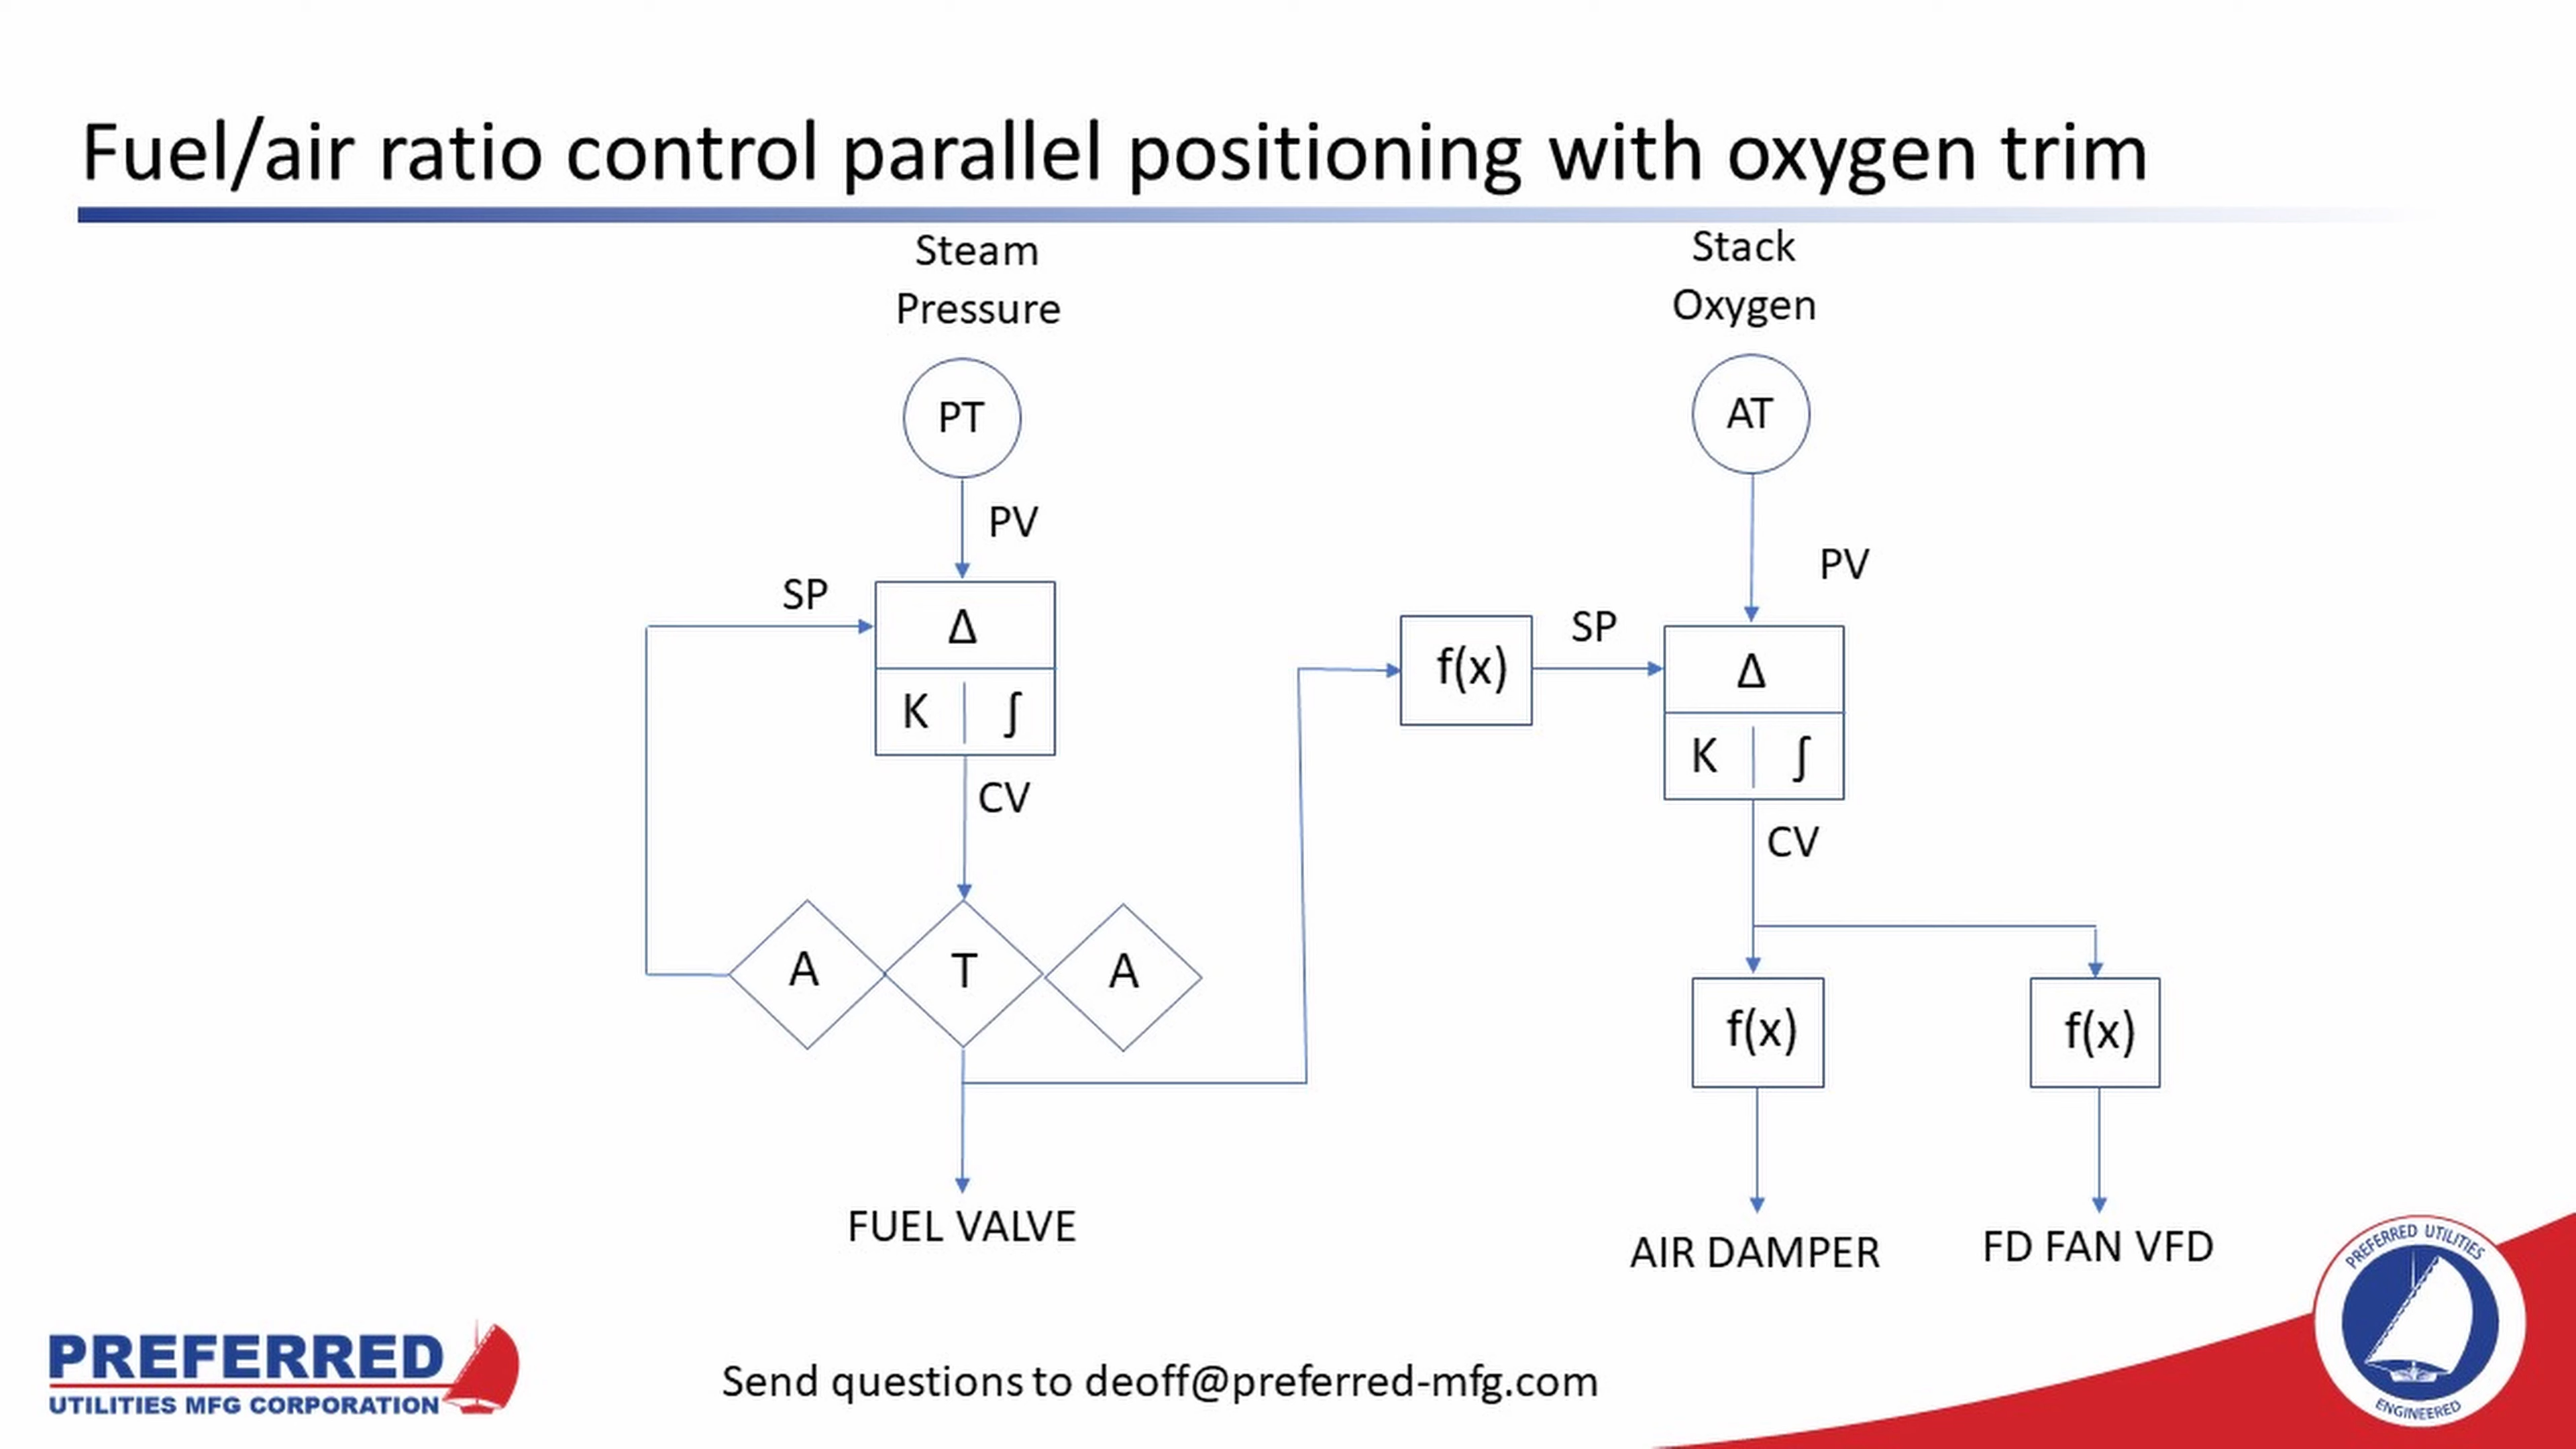 Fuel/air ratio control parallel positioning with oxygen trim
Steam
Pressure
PT
PV
SP
Δ
K
∫
CV
A
T
A
FUEL VALVE
Stack
Oxygen
AT
PV
f(x)
SP
Δ
K
∫
CV
f(x)
f(x)
AIR DAMPER
FD FAN VFD
PREFERRED
UTILITIES MFG CORPORATION
Send questions to deoff@preferred-mfg.com
PREFERRED UTILITIES
ENGINEERED